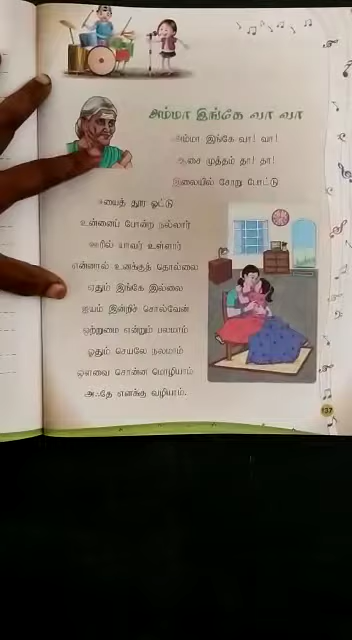 அம்மா இங்கே வா வா
அம்மா இங்கே வா! வா!
ஆசை முத்தம் தா! தா!
இலையில் சோறு போட்டு
ஈயைத் தூர ஓட்டு
உன்னைப் போன்ற நல்லார்
ஊரில் யாவர் உள்ளார்
என்னால் உனக்குத் தொல்லை
ஏதும் இங்கே இல்லை
ஐயம் இன்றிச் சொல்வேன்
ஒற்றுமை என்றும் பலமாம்
ஓதும் செயலே நலமாம்
ஔவை சொன்ன மொழியாம்
அஃதே எனக்கு வழியாம்.
137